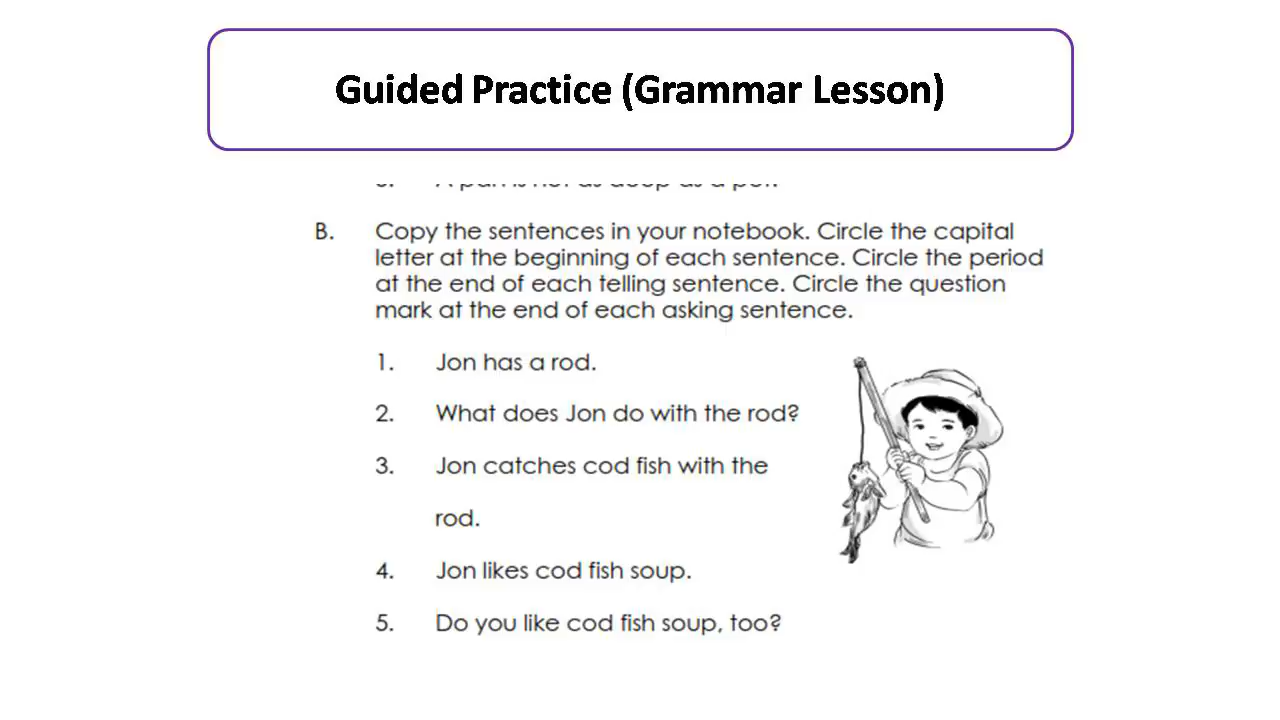 Guided Practice (Grammar Lesson)
B. Copy the sentences in your notebook. Circle the capital
letter at the beginning of each sentence. Circle the period
at the end of each telling sentence. Circle the question
mark at the end of each asking sentence.
1. Jon has a rod.
2. What does Jon do with the rod?
3. Jon catches cod fish with the
rod.
4. Jon likes cod fish soup.
5. Do you like cod fish soup, too?